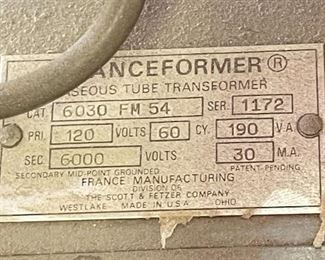 ANCEFORMER®
SEOUS TUBE TRANSFORMER
CAT. 6030 FM 54 SER. 1172
PRI. 120 VOLTS 60 CY. 190 V.A.
SEC 6000 VOLTS 30 M.A.
SECONDARY MID-POINT GROUNDED PATENT-PENDING
FRANCE MANUFACTURING
DIVISION OF
THE SCOTT & FETZER COMPANY
WESTLAKE MADE IN U.S.A. OHIO